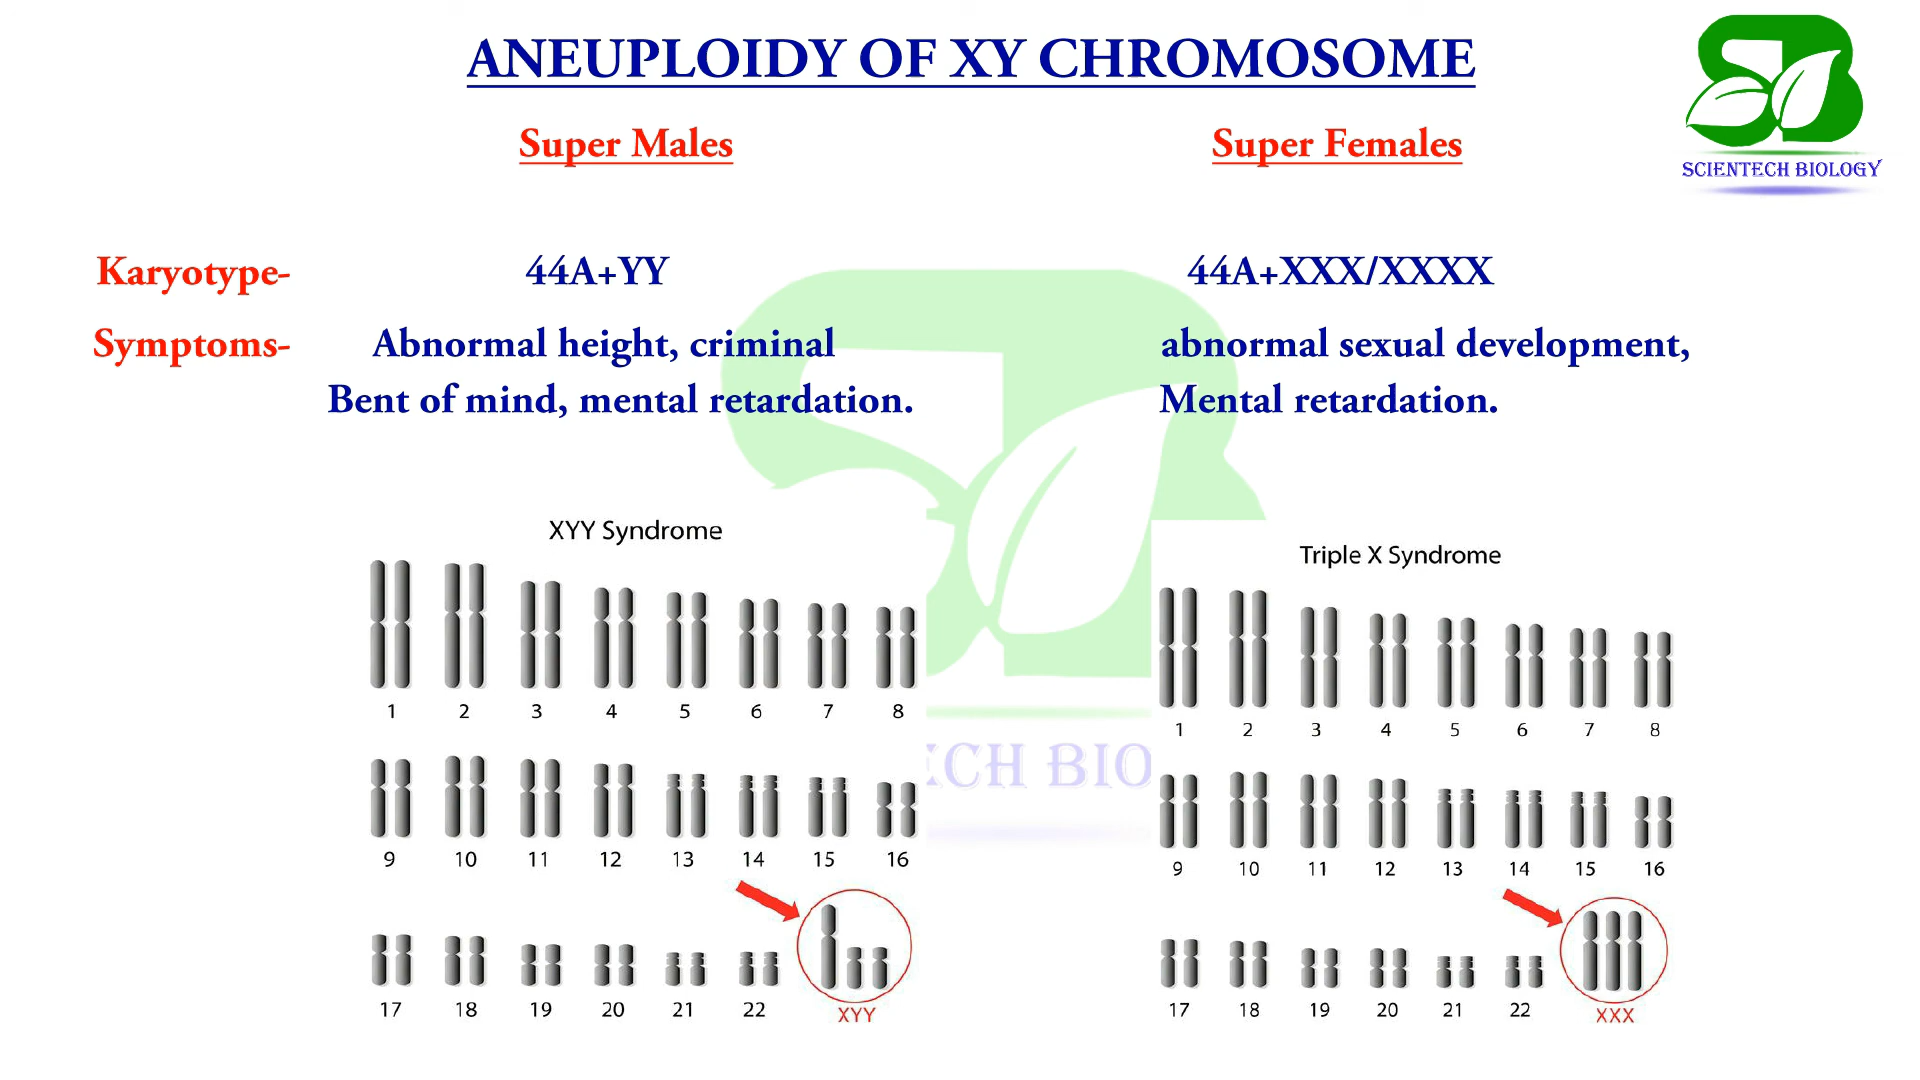 ANEUPLOIDY OF XY CHROMOSOME
SCIENTECH BIOLOGY
Super Males
Super Females
Karyotype- 44A+YY 44A+XXX/XXXX
Symptoms- Abnormal height, criminal
Bent of mind, mental retardation.
abnormal sexual development,
Mental retardation.
XYY Syndrome
1 2 3 4 5 6 7 8
9 10 11 12 13 14 15 16
17 18 19 20 21 22
XYY
ECH BIO
Triple X Syndrome
1 2 3 4 5 6 7 8
9 10 11 12 13 14 15 16
17 18 19 20 21 22
XXX